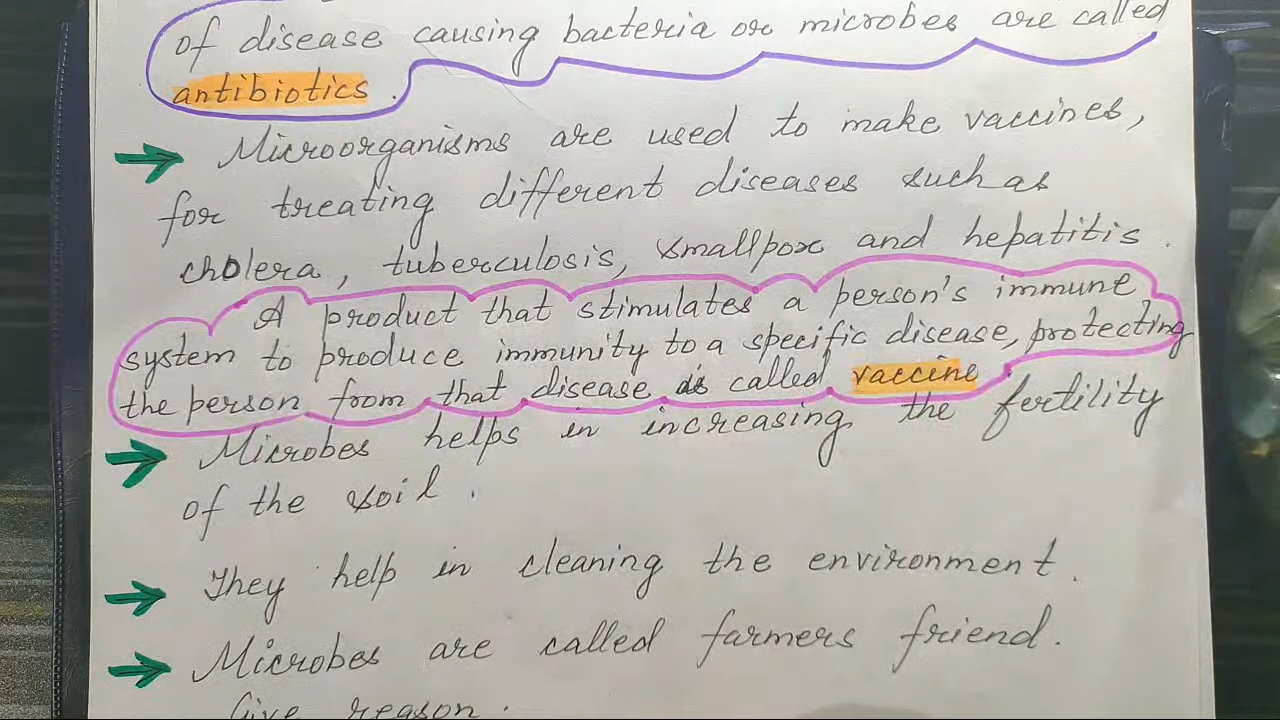 of disease causing bacteria or microbes are called
antibiotics.
Microorganisms are used to make vaccines,
for treating different diseases such as
cholera, tuberculosis, smallpox and hepatitis.
A product that stimulates a person's immune
system to produce immunity to a specific disease, protecting
the person from that disease is called vaccine.
Microbes helps in increasing the fertility
of the soil.
They help in cleaning the environment.
Microbes are called farmers friend.
Give reason.